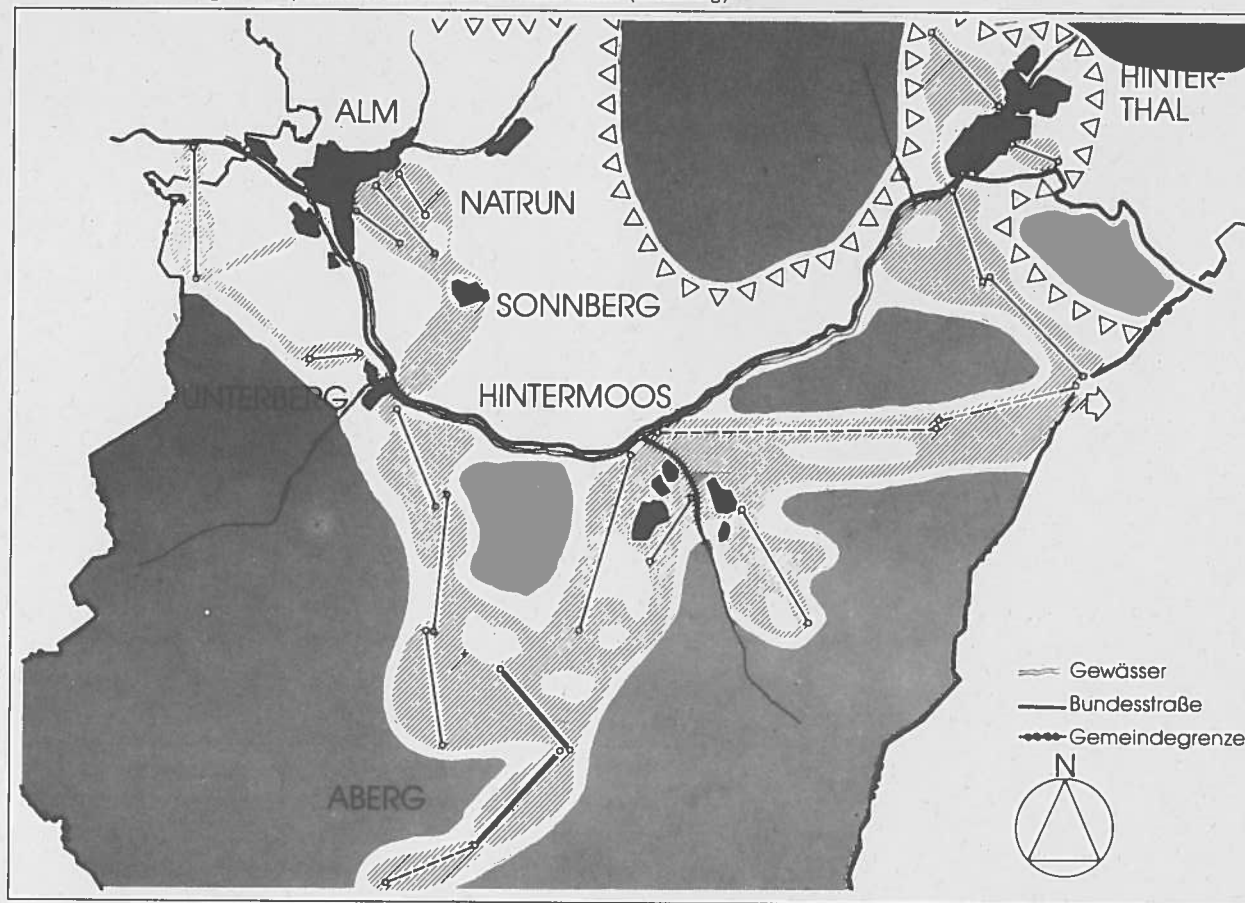 ALM
HINTER-
THAL
NATRUN
SONNBERG
UNTERBERG
HINTERMOOS
ABERG
Gewässer
Bundesstraße
Gemeindegrenze
N